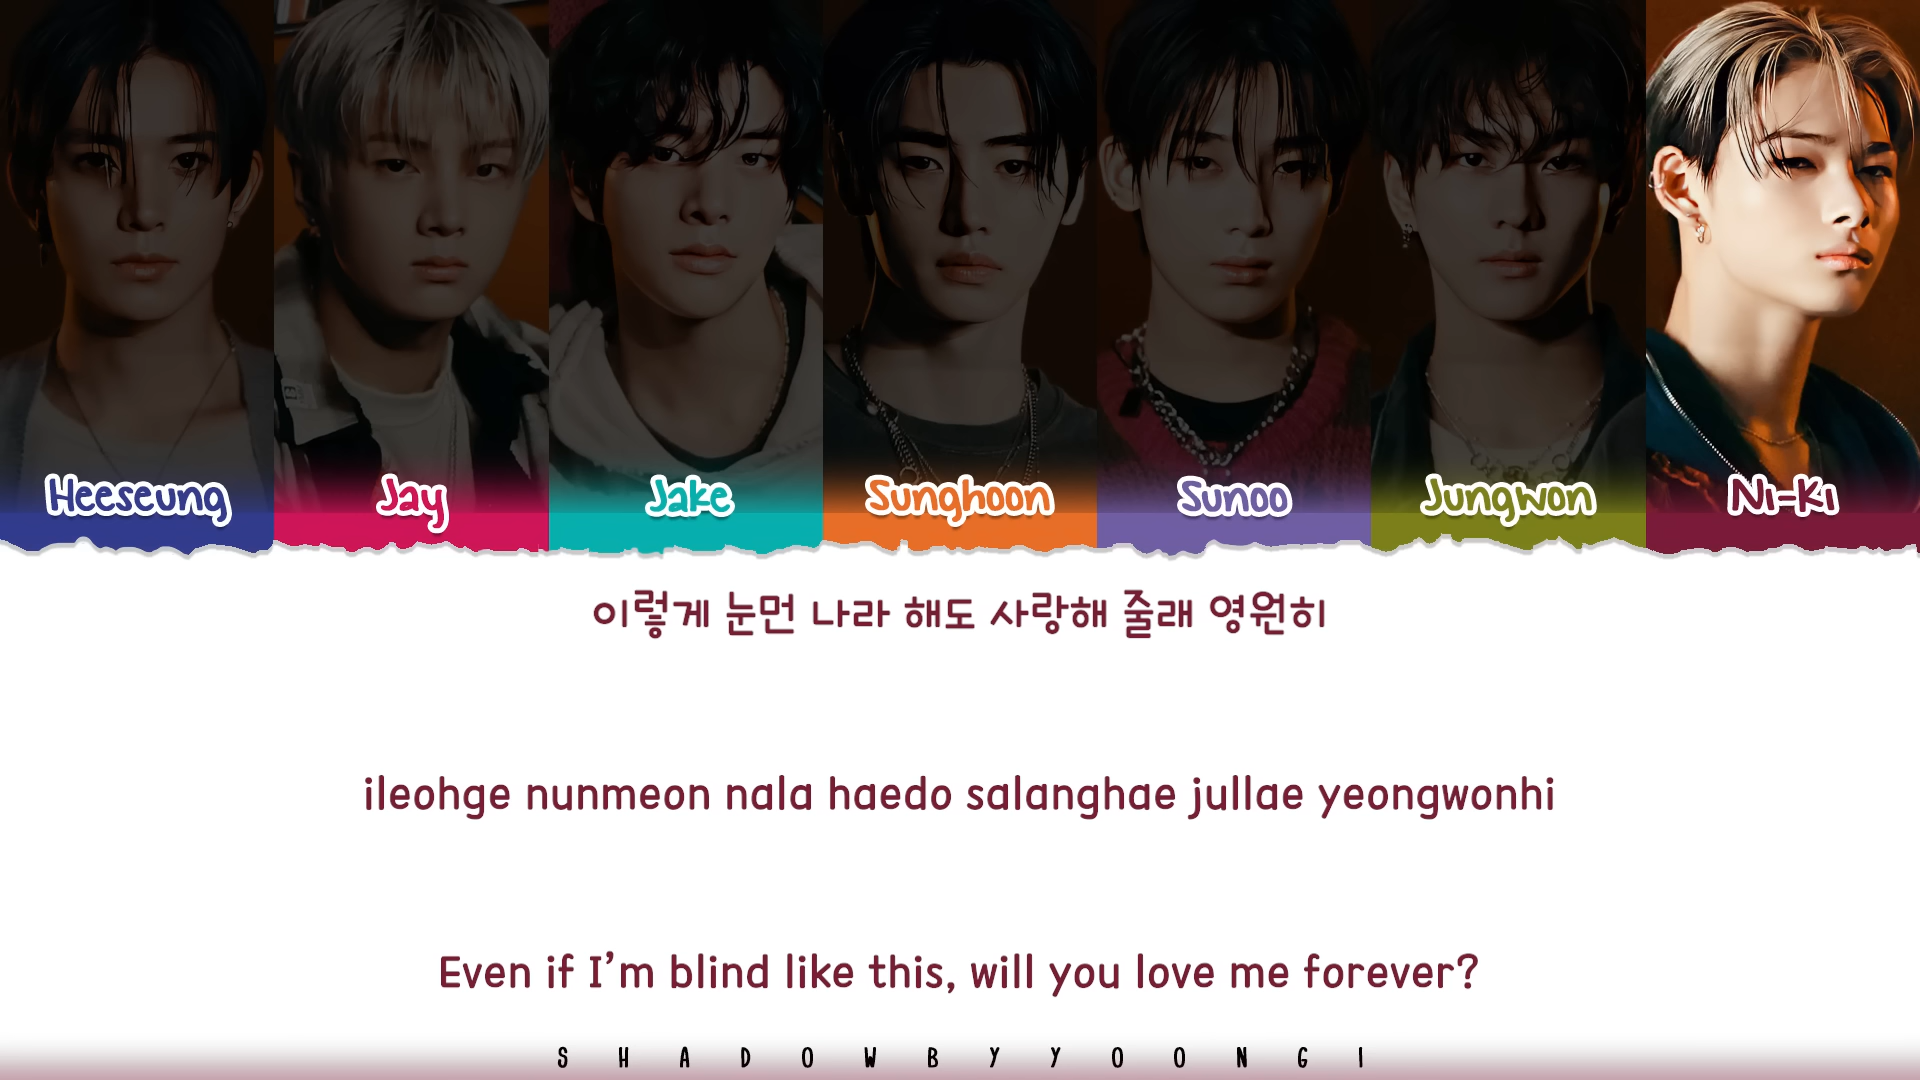 Heeseung Jay Jake Sunghoon Sunoo Jungwon Ni-Ki
이렇게 눈먼 나라 해도 사랑해 줄래 영원히
ileohge nunmeon nala haedo salanghae jullae yeongwonhi
Even if I’m blind like this, will you love me forever?
SHADOWBYYOONGI